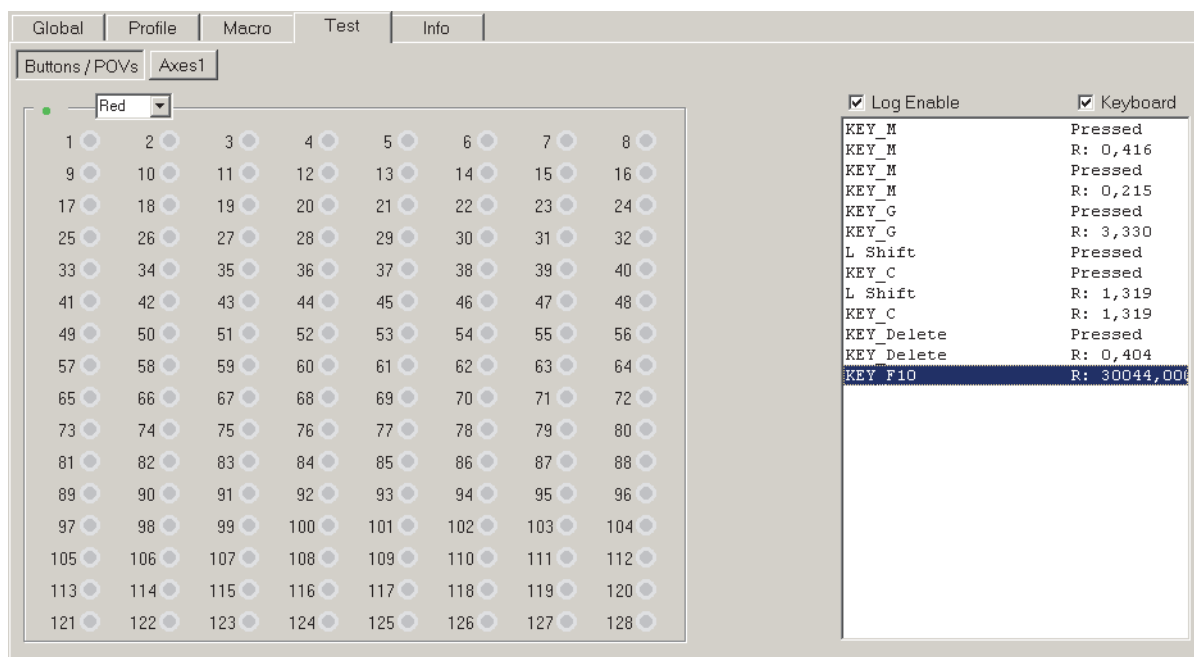 Global Profile Macro Test Info
Buttons / POVs Axes1
Red
Log Enable Keyboard
1 2 3 4 5 6 7 8
9 10 11 12 13 14 15 16
17 18 19 20 21 22 23 24
25 26 27 28 29 30 31 32
33 34 35 36 37 38 39 40
41 42 43 44 45 46 47 48
49 50 51 52 53 54 55 56
57 58 59 60 61 62 63 64
65 66 67 68 69 70 71 72
73 74 75 76 77 78 79 80
81 82 83 84 85 86 87 88
89 90 91 92 93 94 95 96
97 98 99 100 101 102 103 104
105 106 107 108 109 110 111 112
113 114 115 116 117 118 119 120
121 122 123 124 125 126 127 128
KEY_M Pressed
KEY_M R: 0,416
KEY_M Pressed
KEY_M R: 0,215
KEY_G Pressed
KEY_G R: 3,330
L Shift Pressed
KEY_C Pressed
L Shift R: 1,319
KEY_C R: 1,319
KEY_Delete Pressed
KEY_Delete R: 0,404
KEY_F10 R: 30044,00